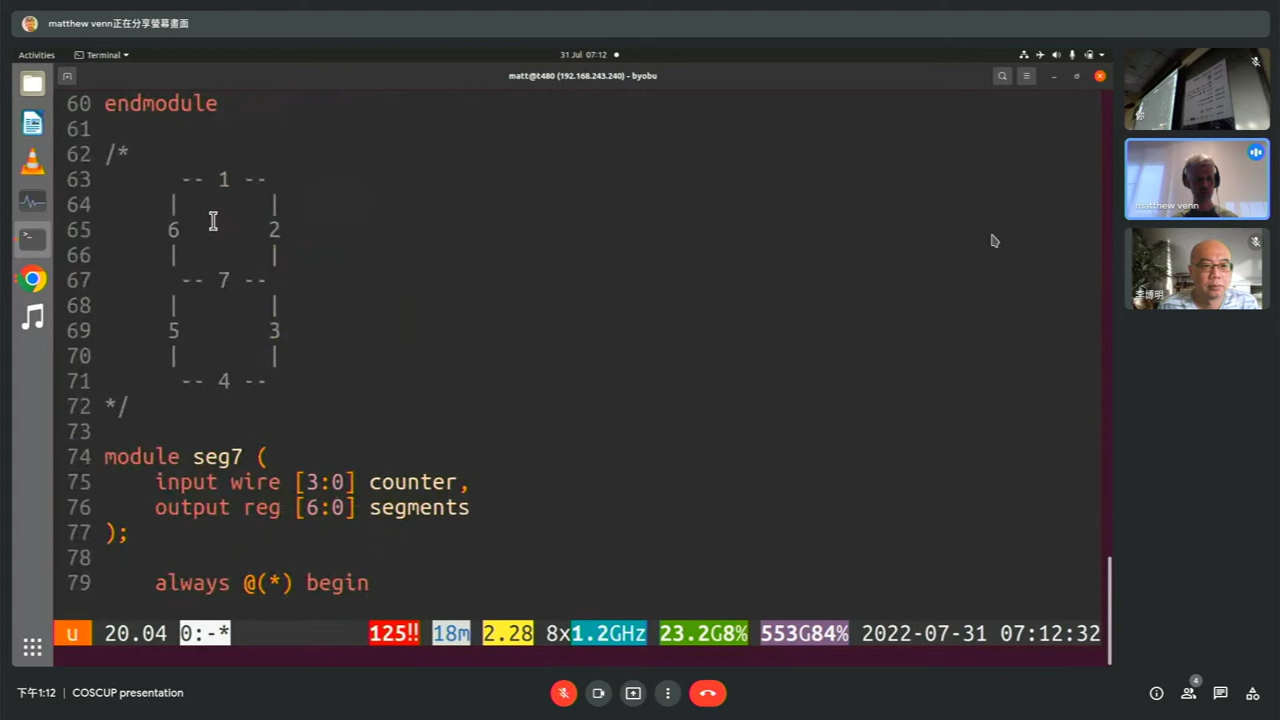 matthew venn正在分享螢幕畫面
Activities
Terminal
31 Jul 07:12
matt@t480 (192.168.243.240) - byobu
60 endmodule
61
62 /*
63 -- 1 --
64 | |
65 6 2
66 | |
67 -- 7 --
68 | |
69 5 3
70 | |
71 -- 4 --
72 */
73
74 module seg7 (
75 input wire [3:0] counter,
76 output reg [6:0] segments
77 );
78
79 always @(*) begin
u 20.04 0:-* 125!! 18m 2.28 8x1.2GHz 23.2G8% 553G84% 2022-07-31 07:12:32
你
matthew venn
李博明
下午1:12 | COSCUP presentation
4